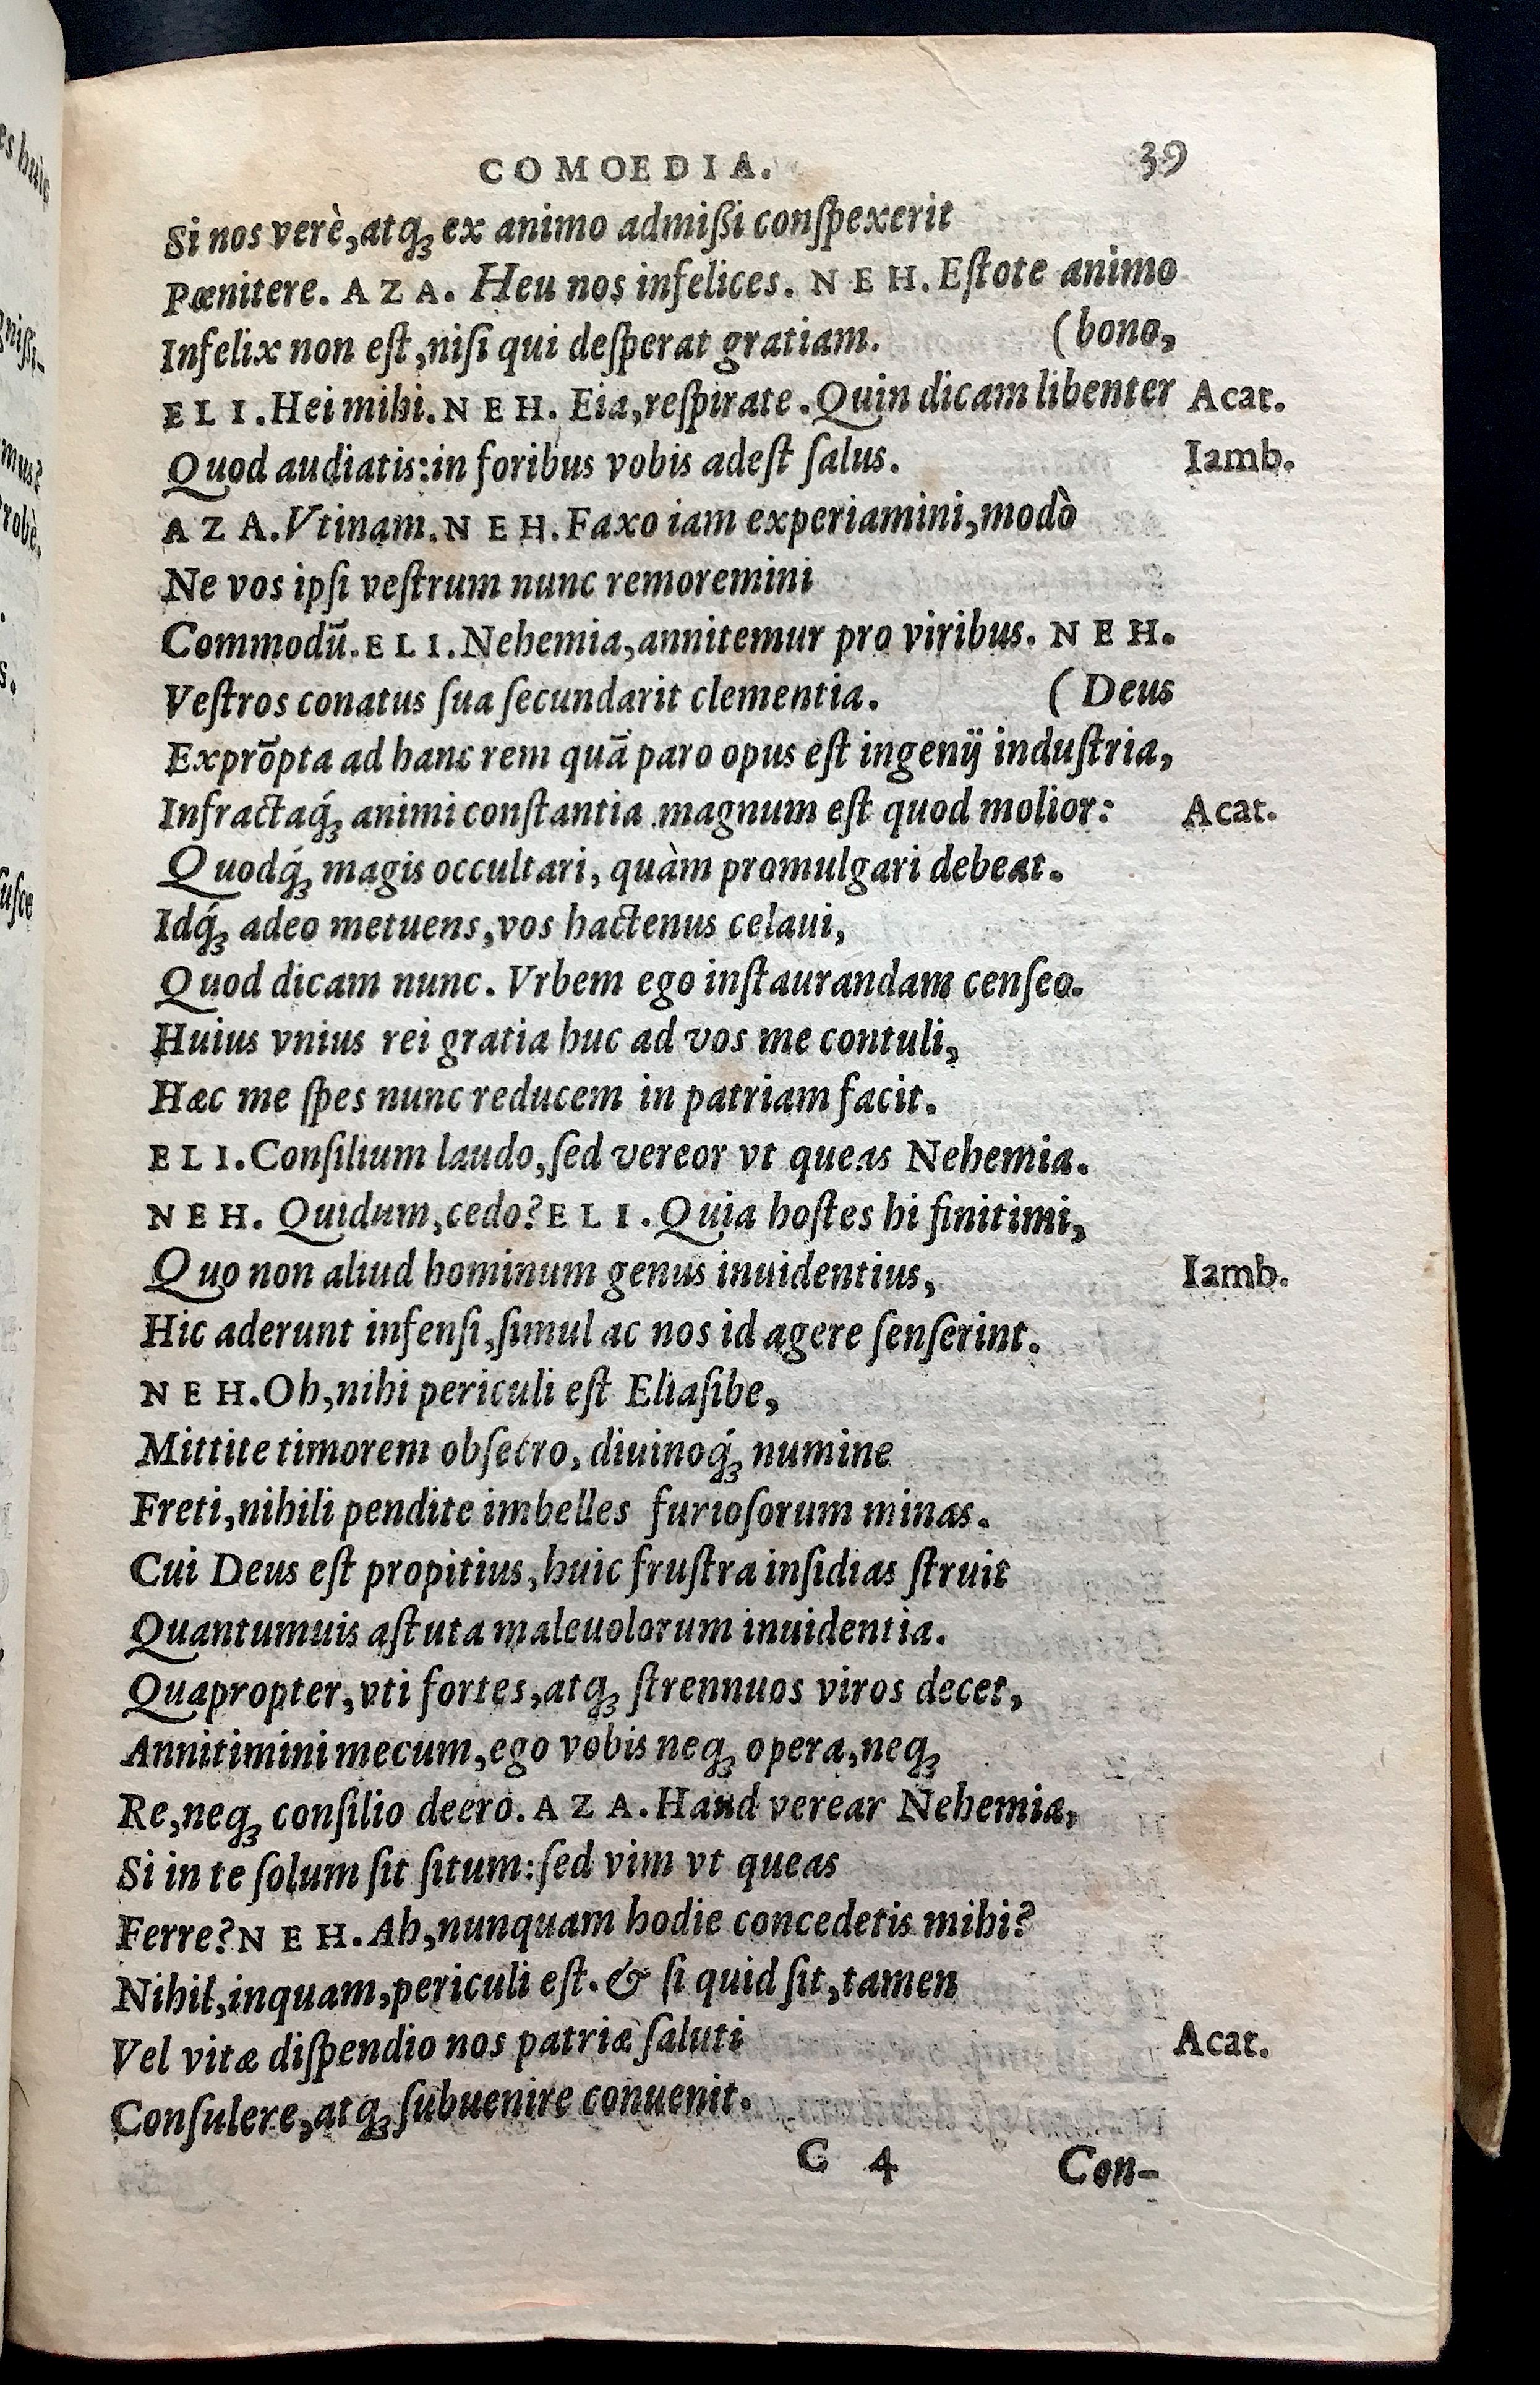 COMOEDIA. 39
Si nos verè, atq; ex animo admißi conſpexerit
Pœnitere. AZA. Heu nos infelices. NEH. Eſtote animo
Infelix non eſt, niſi qui deſperat gratiam. (bono,
ELI. Hei mihi. NEH. Eia, reſpirate. Quin dicam libenter Acat.
Quod audiatis: in foribus vobis adeſt ſalus. Iamb.
AZA. Vtinam. NEH. Faxo iam experiamini, modò
Ne vos ipſi veſtrum nunc remoremini
Commodū. ELI. Nehemia, annitemur pro viribus. NEH.
Veſtros conatus ſua ſecundarit clementia. (Deus
Exprōpta ad hanc rem quā paro opus eſt ingenij induſtria,
Infractaq́; animi conſtantia magnum eſt quod molior: Acat.
Quodq́; magis occultari, quàm promulgari debeat.
Idq́; adeo metuens, vos hactenus celaui,
Quod dicam nunc. Vrbem ego inſtaurandam cenſeo.
Huius vnius rei gratia huc ad vos me contuli,
Hæc me ſpes nunc reducem in patriam facit.
ELI. Conſilium laudo, ſed vereor vt queas Nehemia.
NEH. Quidum, cedo? ELI. Quia hoſtes hi finitimi,
Quo non aliud hominum genus inuidentius, Iamb.
Hic aderunt infenſi, ſimul ac nos id agere ſenſerint.
NEH. Oh, nihi periculi eſt Eliaſibe,
Mittite timorem obſecro, diuinoq́; numine
Freti, nihili pendite imbelles furioſorum minas.
Cui Deus eſt propitius, huic fruſtra inſidias ſtruit
Quantumuis aſtuta maleuolorum inuidentia.
Quapropter, vti fortes, atq; ſtrennuos viros decet,
Annitimini mecum, ego vobis neq; opera, neq;
Re, neq; conſilio deero. AZA. Haud verear Nehemia,
Si in te ſolum ſit ſitum: ſed vim vt queas
Ferre? NEH. Ah, nunquam hodie concedetis mihi?
Nihil, inquam, periculi eſt. & ſi quid ſit, tamen
Vel vitæ diſpendio nos patriæ ſaluti Acat.
Conſulere, atq; ſubuenire conuenit.
C 4 Con-